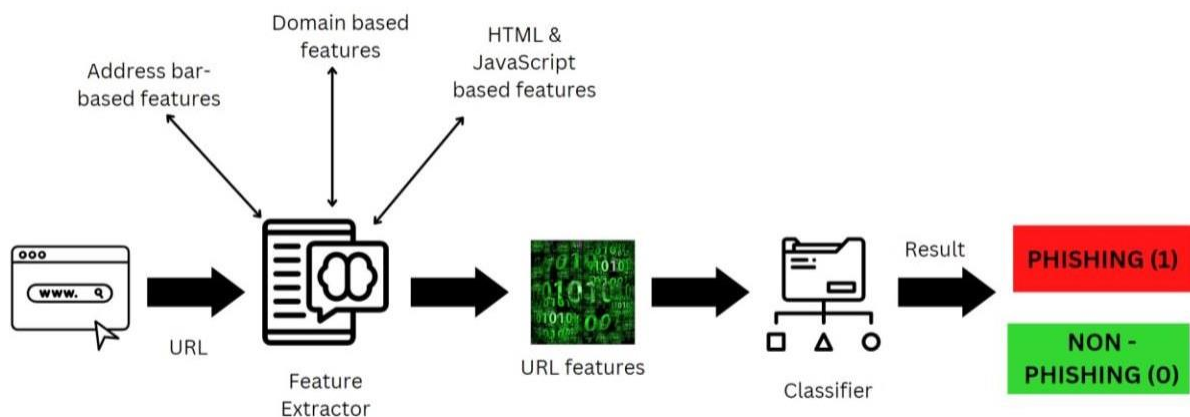 Domain based
features
HTML &
JavaScript
based features
Address bar-
based features
www.
URL
Feature
Extractor
URL features
Classifier
Result
PHISHING (1)
NON -
PHISHING (0)